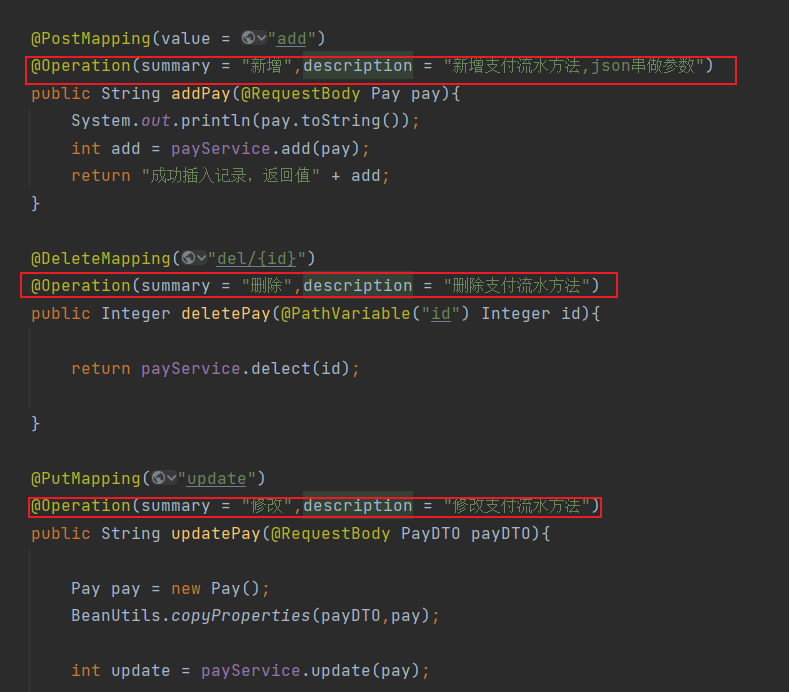 @PostMapping(value = "add")
@Operation(summary = "新增",description = "新增支付流水方法,json串做参数")
public String addPay(@RequestBody Pay pay){
System.out.println(pay.toString());
int add = payService.add(pay);
return "成功插入记录，返回值" + add;
}
@DeleteMapping("del/{id}")
@Operation(summary = "删除",description = "删除支付流水方法")
public Integer deletePay(@PathVariable("id") Integer id){
return payService.delect(id);
}
@PutMapping("update")
@Operation(summary = "修改",description = "修改支付流水方法")
public String updatePay(@RequestBody PayDTO payDTO){
Pay pay = new Pay();
BeanUtils.copyProperties(payDTO,pay);
int update = payService.update(pay);